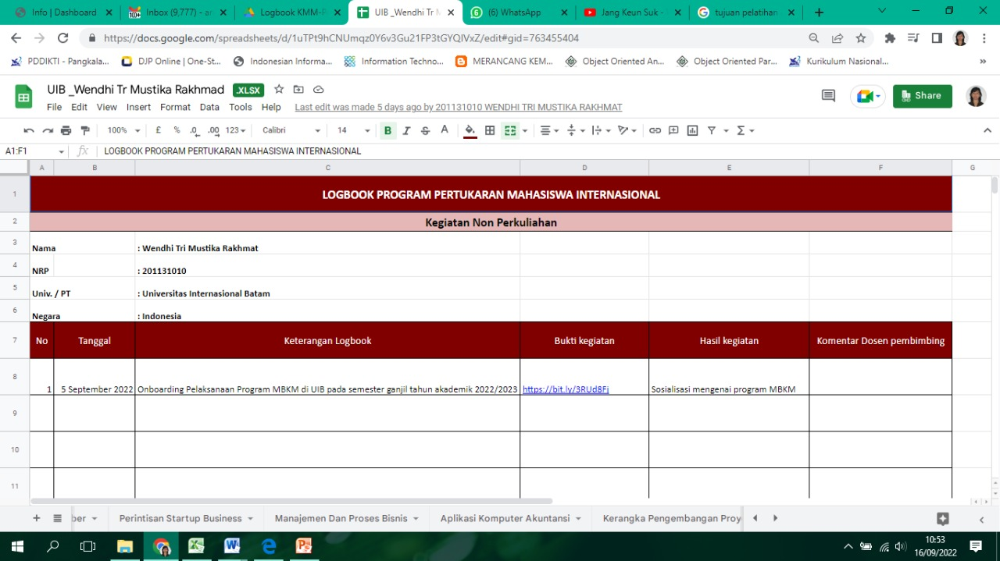 Info | Dashboard
Inbox (9,777) - an
Logbook KMM-P
UIB _Wendhi Tr M
(6) WhatsApp
Jang Keun Suk -
tujuan pelatihan
https://docs.google.com/spreadsheets/d/1uTPt9hCNUmqz0Y6v3Gu21FP3tGYQIVxZ/edit#gid=763455404
PDDIKTI - Pangkala...
DJP Online | One-St...
Indonesian Informa...
Information Techno...
MERANCANG KEM...
Object Oriented An...
Object Oriented Par...
Kurikulum Nasional...
UIB _Wendhi Tr Mustika Rakhmad .XLSX
File Edit View Insert Format Data Tools Help Last edit was made 5 days ago by 201131010 WENDHI TRI MUSTIKA RAKHMAT
Share
100% £ % .0 .00 123 Calibri 14 B I S A
A1:F1 fx LOGBOOK PROGRAM PERTUKARAN MAHASISWA INTERNASIONAL
A B C D E F G
1 LOGBOOK PROGRAM PERTUKARAN MAHASISWA INTERNASIONAL
2 Kegiatan Non Perkuliahan
3 Nama : Wendhi Tri Mustika Rakhmat
4 NRP : 201131010
5 Univ. / PT : Universitas Internasional Batam
6 Negara : Indonesia
7 No Tanggal Keterangan Logbook Bukti kegiatan Hasil kegiatan Komentar Dosen pembimbing
8 1 5 September 2022 Onboarding Pelaksanaan Program MBKM di UIB pada semester ganjil tahun akademik 2022/2023 https://bit.ly/3RUd8Fj Sosialisasi mengenai program MBKM
9
10
11
ber Perintisan Startup Business Manajemen Dan Proses Bisnis Aplikasi Komputer Akuntansi Kerangka Pengembangan Proy
10:53
16/09/2022